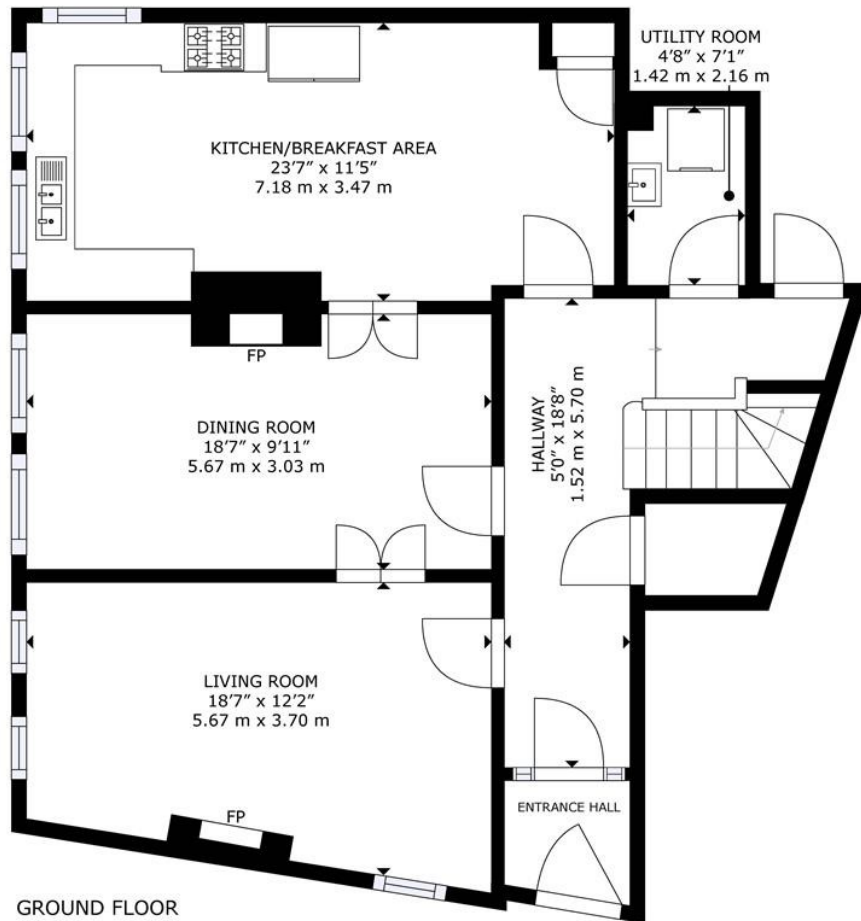 UTILITY ROOM
4'8" x 7'1"
1.42 m x 2.16 m
KITCHEN/BREAKFAST AREA
23'7" x 11'5"
7.18 m x 3.47 m
FP
DINING ROOM
18'7" x 9'11"
5.67 m x 3.03 m
HALLWAY
5'0" x 18'8"
1.52 m x 5.70 m
LIVING ROOM
18'7" x 12'2"
5.67 m x 3.70 m
FP
ENTRANCE HALL
GROUND FLOOR